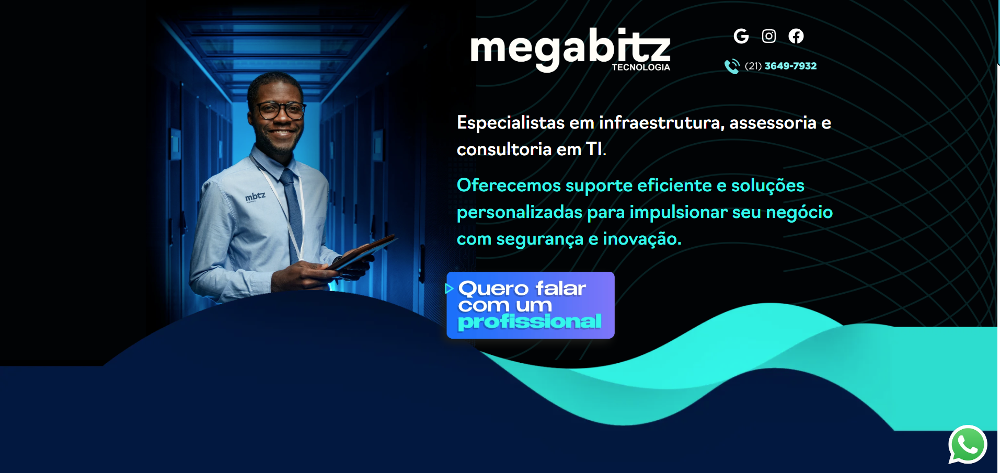 megabitz
TECNOLOGIA
(21) 3649-7932
Especialistas em infraestrutura, assessoria e
consultoria em TI.
Oferecemos suporte eficiente e soluções
personalizadas para impulsionar seu negócio
com segurança e inovação.
mbtz
Quero falar
com um
profissional